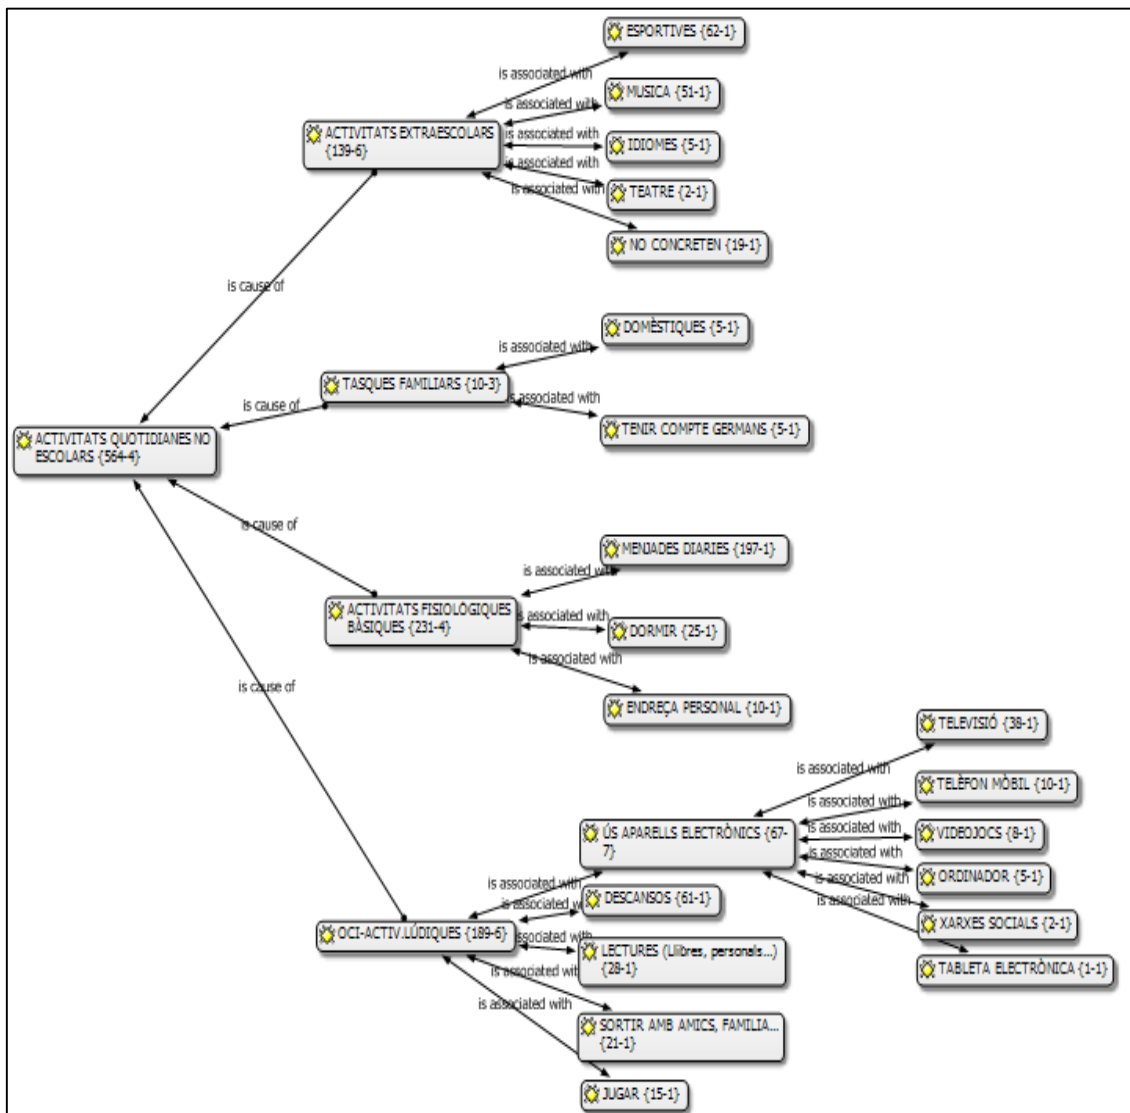 ESPORTIVES {62-1}
is associated with
MUSICA {51-1}
is associated with
ACTIVITATS EXTRAESCOLARS
{139-6}
is associated with
IDIOMES {5-1}
is associated with
TEATRE {2-1}
is associated with
NO CONCRETEN {19-1}
is cause of
DOMÈSTIQUES {5-1}
is associated with
TASQUES FAMILIARS {10-3}
is associated with
is cause of
TENIR COMPTE GERMANS {5-1}
ACTIVITATS QUOTIDIANES NO
ESCOLARS {564-4}
is cause of
MENJADES DIARIES {197-1}
is associated with
ACTIVITATS FISIOLÒGIQUES
BÀSIQUES {231-4}
is associated with
DORMIR {25-1}
is associated with
is cause of
ENDREÇA PERSONAL {10-1}
TELEVISIÓ {38-1}
is associated with
TELÈFON MÒBIL {10-1}
is associated with
ÚS APARELLS ELECTRÒNICS {67-
7}
is associated with
VIDEOJOCS {8-1}
is associated with
ORDINADOR {5-1}
is associated with
is associated with
XARXES SOCIALS {2-1}
TABLETA ELECTRÒNICA {1-1}
is associated with
DESCANSOS {61-1}
is associated
OCI-ACTIV.LÚDIQUES {189-6}
associated with
LECTURES (Llibres, personals...)
{28-1}
is associated with
is associated with
SORTIR AMB AMICS, FAMILIA...
{21-1}
JUGAR {15-1}